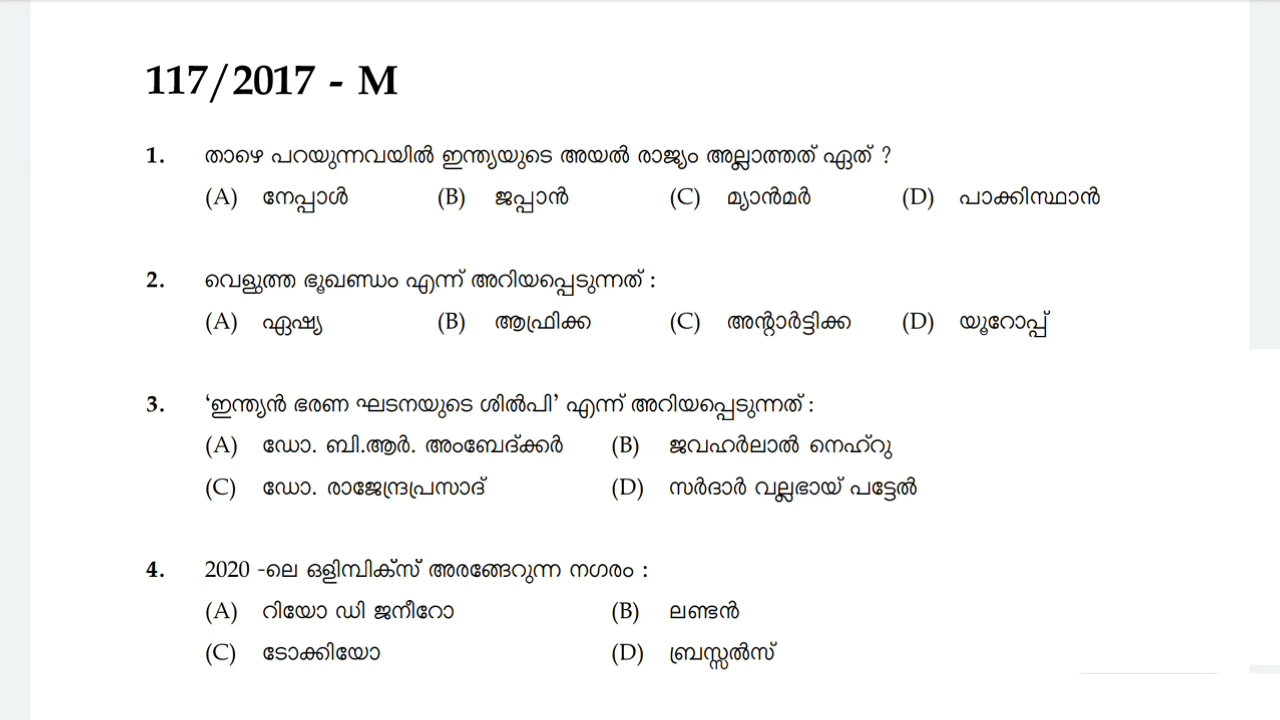 117/2017 - M
1. താഴെ പറയുന്നവയിൽ ഇന്ത്യയുടെ അയൽ രാജ്യം അല്ലാത്തത് ഏത് ?
(A) നേപ്പാൾ (B) ജപ്പാൻ (C) മ്യാൻമർ (D) പാക്കിസ്ഥാൻ
2. വെളുത്ത ഭൂഖണ്ഡം എന്ന് അറിയപ്പെടുന്നത് :
(A) ഏഷ്യ (B) ആഫ്രിക്ക (C) അന്റാർട്ടിക്ക (D) യൂറോപ്പ്
3. ‘ഇന്ത്യൻ ഭരണ ഘടനയുടെ ശിൽപി’ എന്ന് അറിയപ്പെടുന്നത് :
(A) ഡോ. ബി.ആർ. അംബേദ്ക്കർ (B) ജവഹർലാൽ നെഹ്റു
(C) ഡോ. രാജേന്ദ്രപ്രസാദ് (D) സർദാർ വല്ലഭായ് പട്ടേൽ
4. 2020 -ലെ ഒളിമ്പിക്സ് അരങ്ങേറുന്ന നഗരം :
(A) റിയോ ഡി ജനീറോ (B) ലണ്ടൻ
(C) ടോക്കിയോ (D) ബ്രസ്സൽസ്